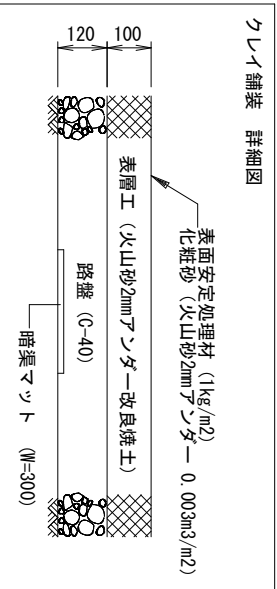 クレイ舗装 詳細図
表面安定処理材 (1kg/m2)
化粧砂 (火山砂2mmアンダー 0.003m3/m2)
100
表層工 (火山砂2mmアンダー改良焼土)
120
路盤 (C-40)
暗渠マット (W=300)